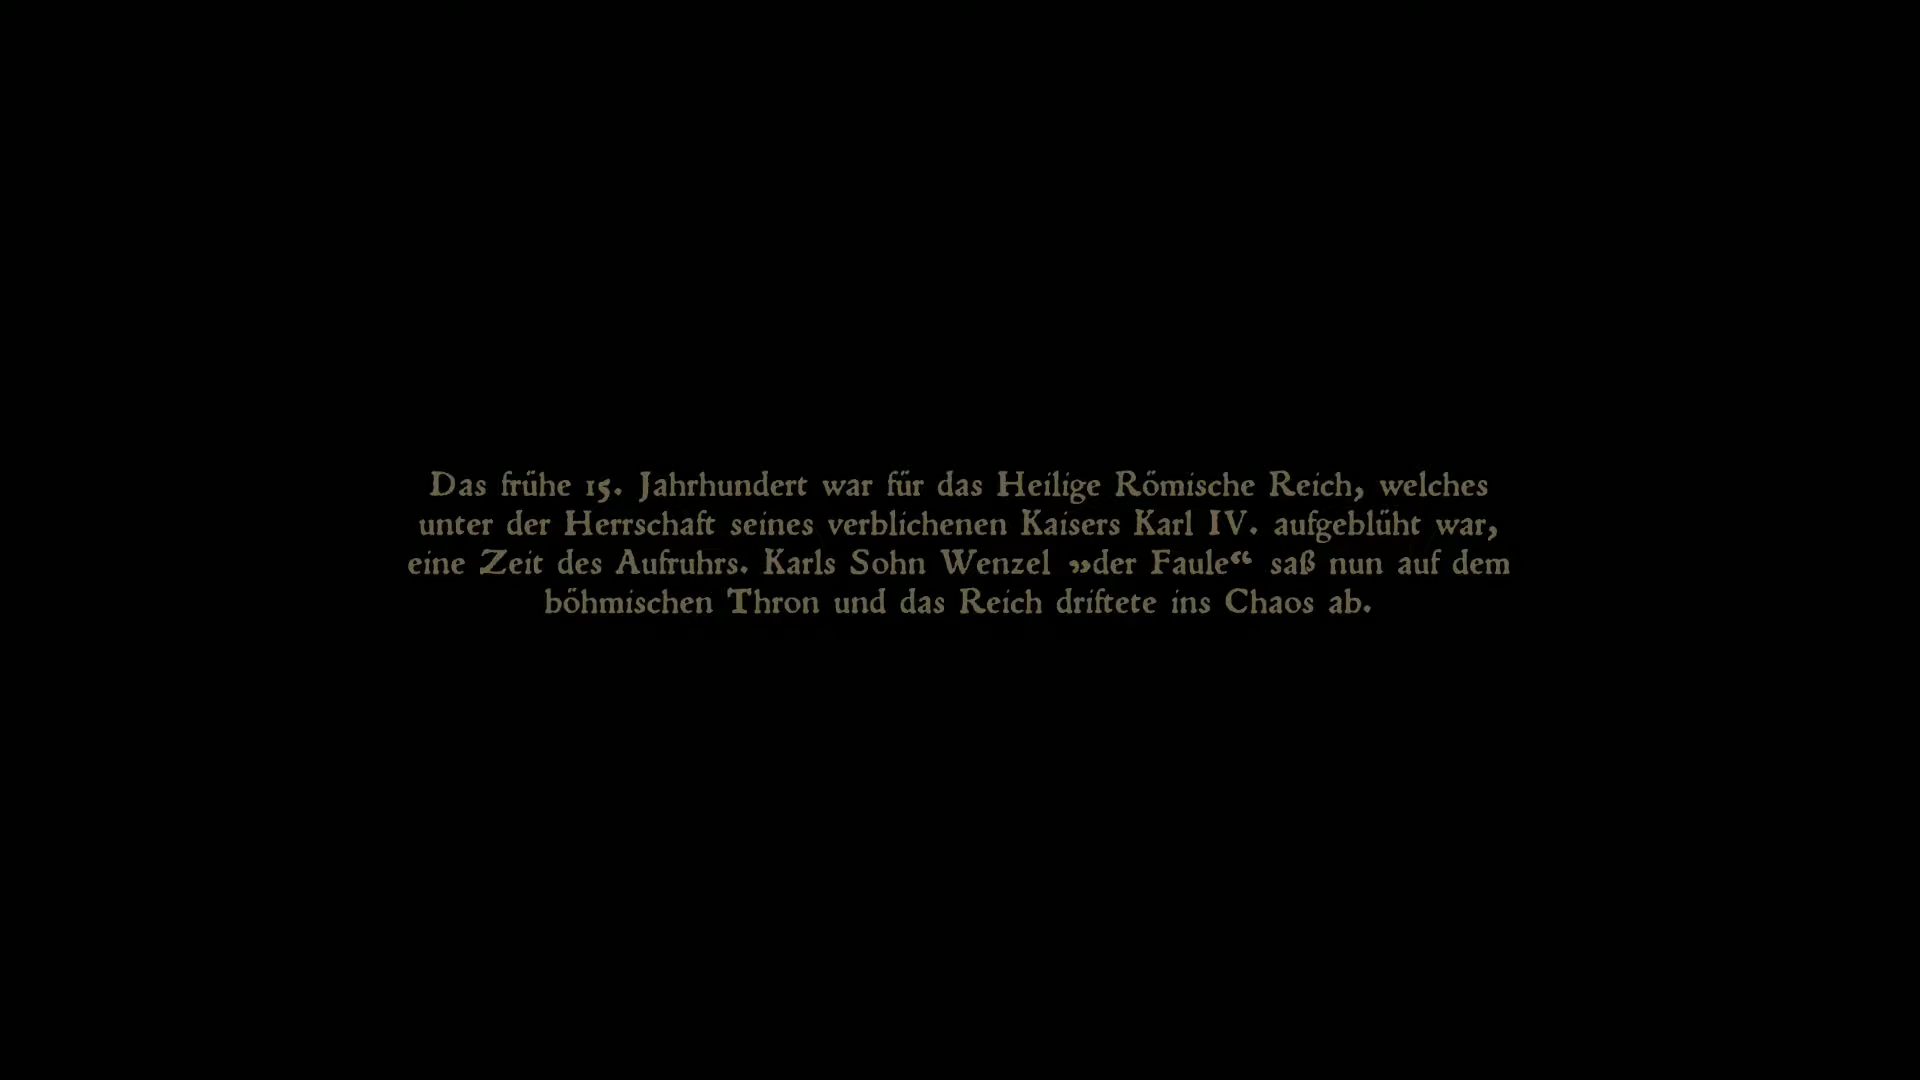 Das frühe 15. Jahrhundert war für das Heilige Römische Reich, welches
unter der Herrschaft seines verblichenen Kaisers Karl IV. aufgeblüht war,
eine Zeit des Aufruhrs. Karls Sohn Wenzel »der Faule“ saß nun auf dem
böhmischen Thron und das Reich driftete ins Chaos ab.